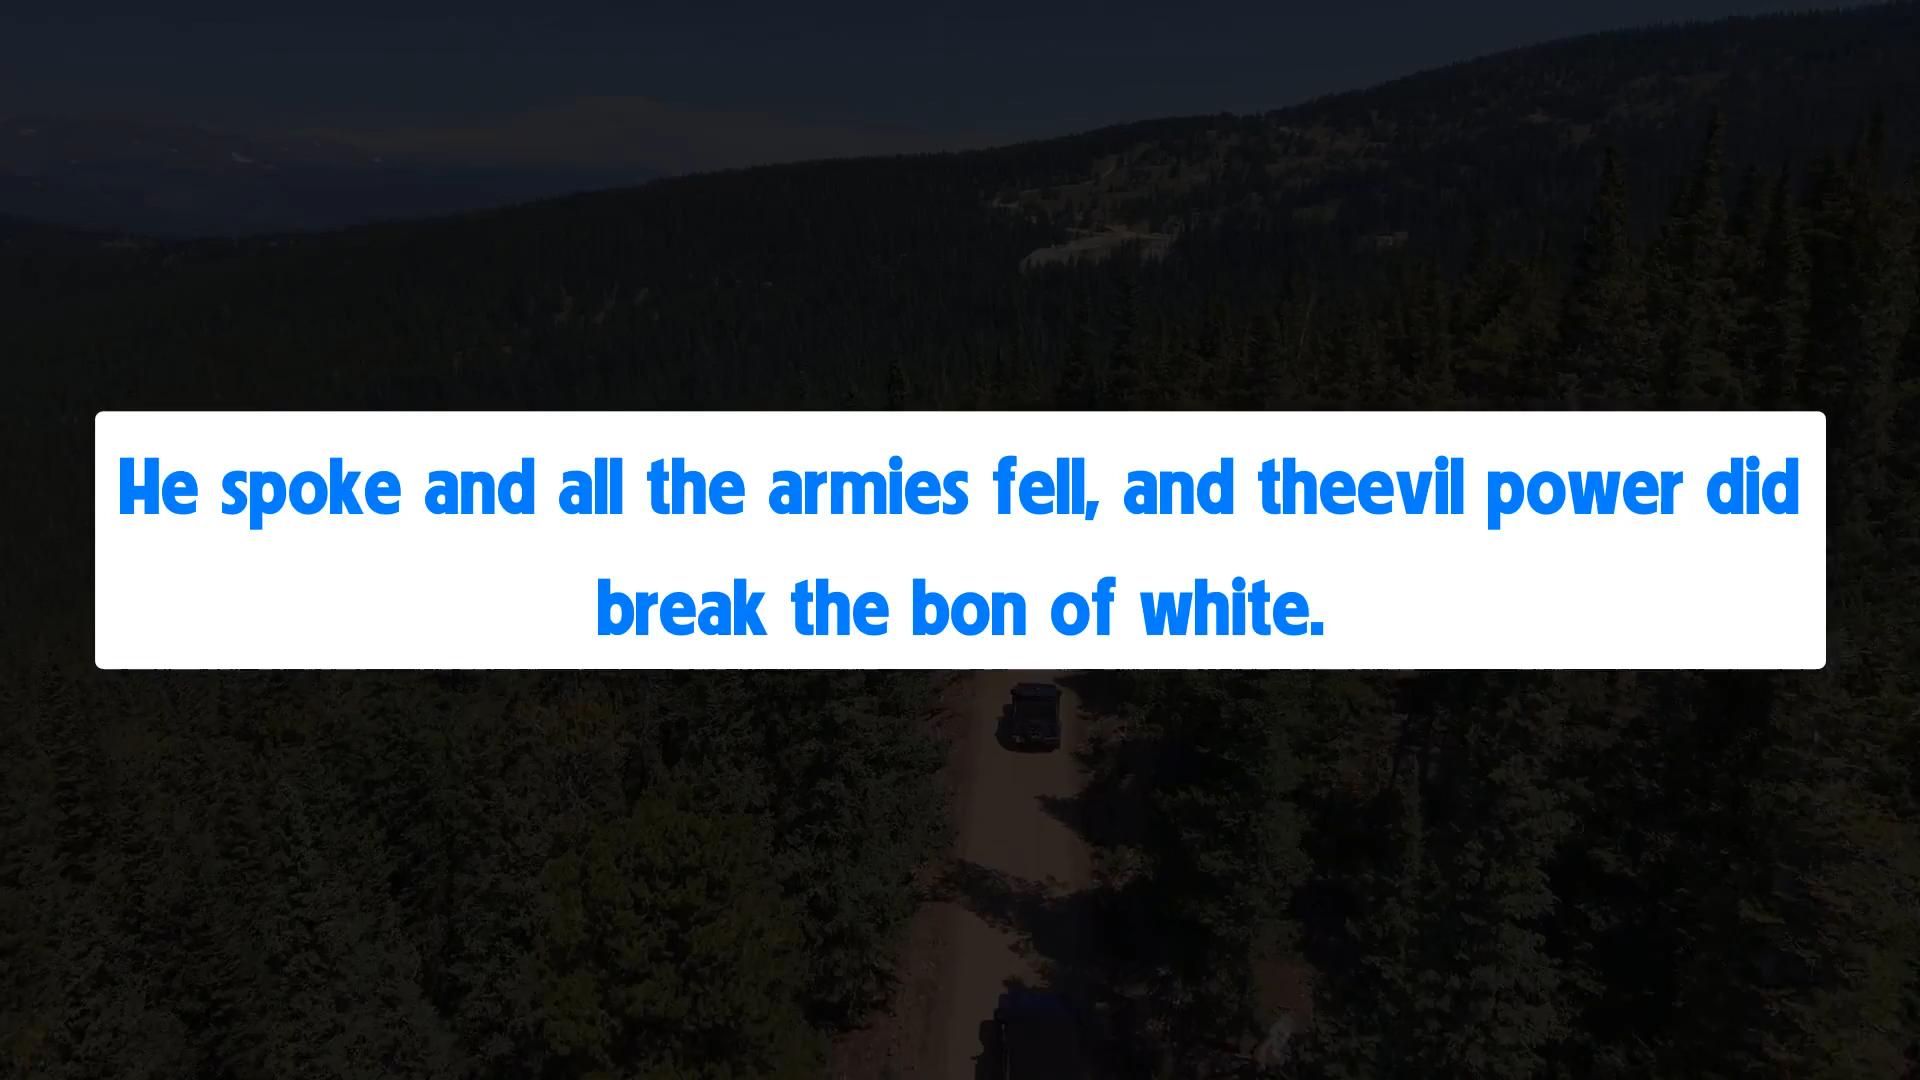 He spoke and all the armies fell, and theevil power did
break the bon of white.